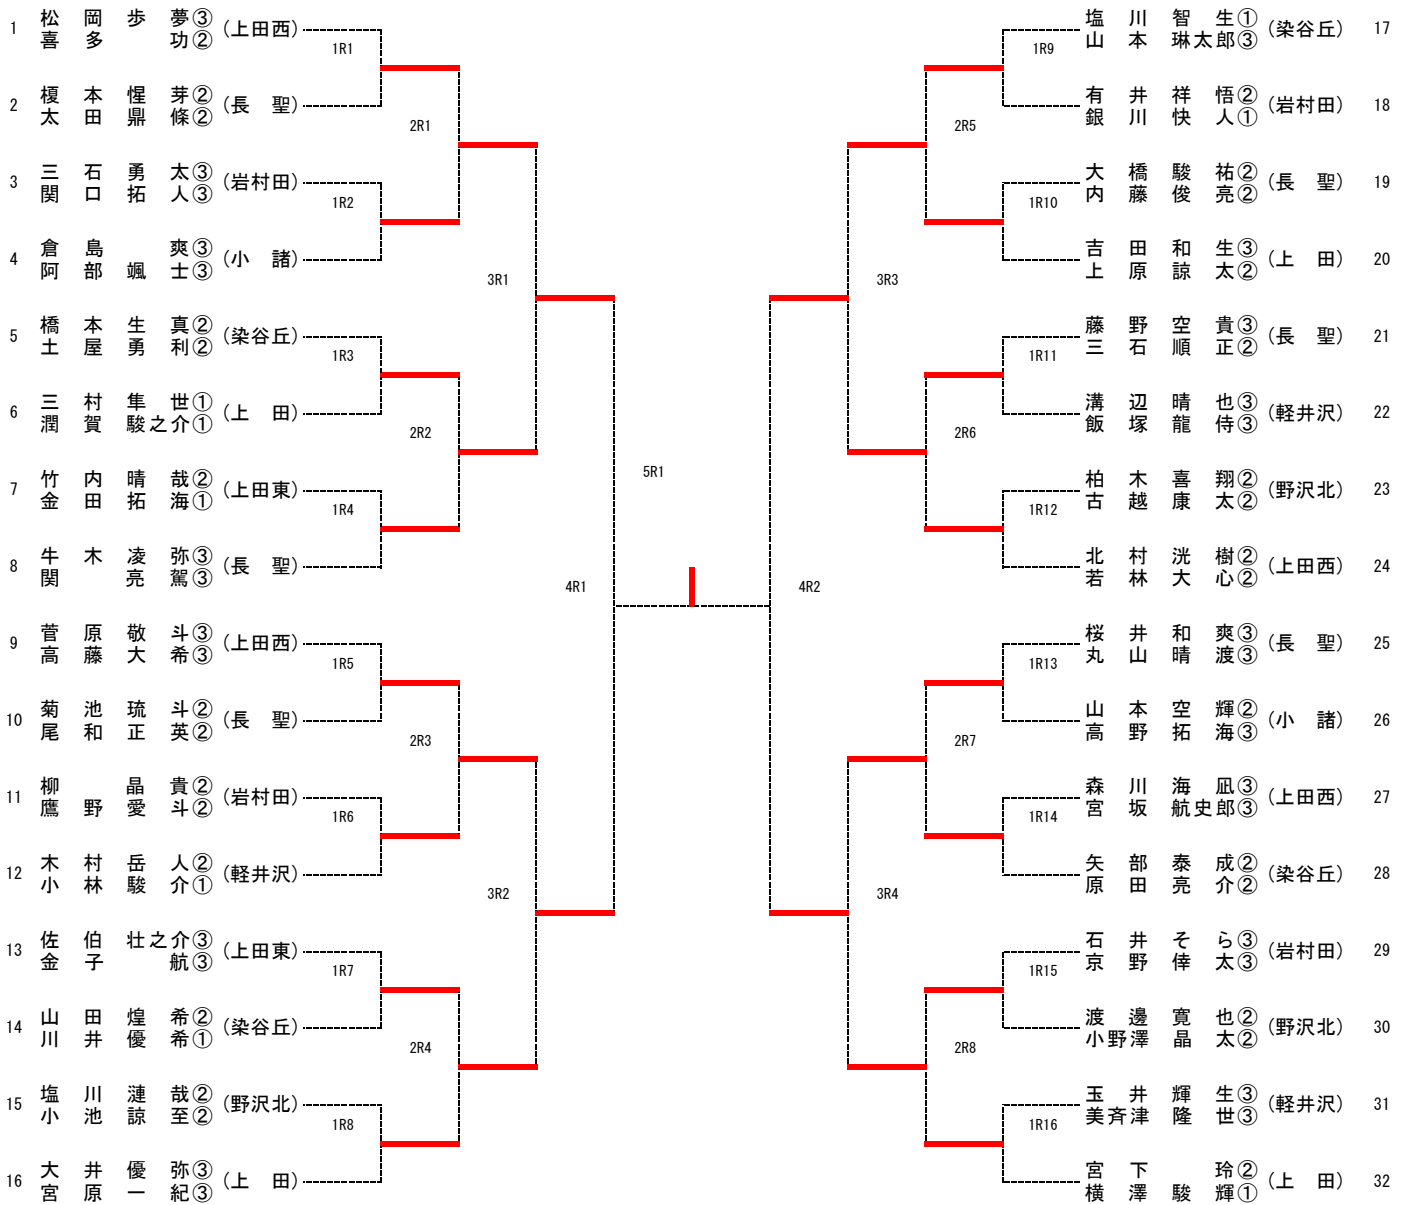 1 松岡歩夢③ (上田西)
喜多功②
2 榎本惺芽② (長聖)
太田鼎條②
3 三石勇太③ (岩村田)
関口拓人③
4 倉島爽③ (小諸)
阿部颯士③
5 橋本生真② (染谷丘)
土屋勇利②
6 三村隼世① (上田)
潤賀駿之介①
7 竹内晴哉② (上田東)
金田拓海①
8 牛木凌弥③ (長聖)
関亮駕③
9 菅原敬斗③ (上田西)
高藤大希③
10 菊池琉斗② (長聖)
尾和正英②
11 柳晶貴② (岩村田)
鷹野愛斗②
12 木村岳人② (軽井沢)
小林駿介①
13 佐伯壮之介③ (上田東)
金子航③
14 山田煌希② (染谷丘)
川井優希①
15 塩川漣哉② (野沢北)
小池諒至②
16 大井優弥③ (上田)
宮原一紀③
1R1
1R2
1R3
1R4
1R5
1R6
1R7
1R8
2R1
2R2
2R3
2R4
3R1
3R2
4R1
5R1
4R2
3R3
3R4
2R5
2R6
2R7
2R8
1R9
1R10
1R11
1R12
1R13
1R14
1R15
1R16
塩川智生① (染谷丘) 17
山本琳太郎③
有井祥悟② (岩村田) 18
銀川快人①
大橋駿祐② (長聖) 19
内藤俊亮②
吉田和生③ (上田) 20
上原諒太②
藤野空貴③ (長聖) 21
三石順正②
溝辺晴也③ (軽井沢) 22
飯塚龍侍③
柏木喜翔② (野沢北) 23
古越康太②
北村洸樹② (上田西) 24
若林大心②
桜井和爽③ (長聖) 25
丸山晴渡③
山本空輝② (小諸) 26
高野拓海③
森川海凪③ (上田西) 27
宮坂航史郎③
矢部泰成② (染谷丘) 28
原田亮介②
石井そら③ (岩村田) 29
京野倖太③
渡邊寛也② (野沢北) 30
小野澤晶太②
玉井輝生③ (軽井沢) 31
美斉津隆世③
宮下玲② (上田) 32
横澤駿輝①